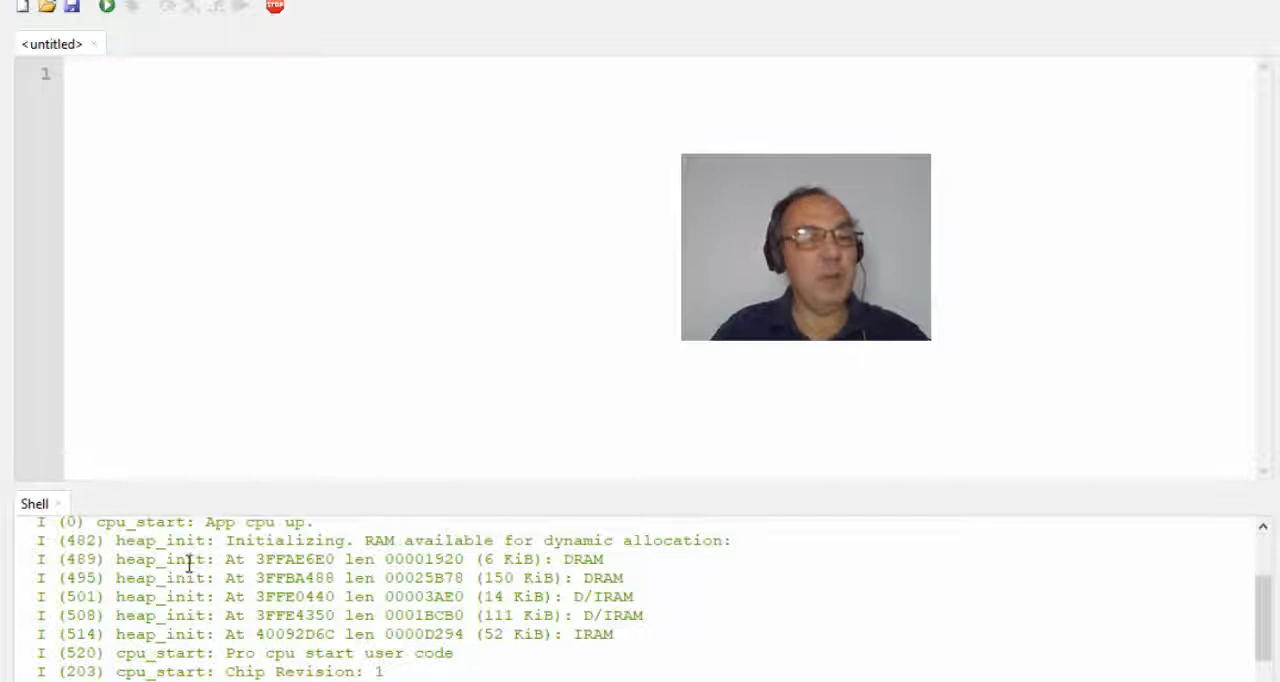 STOP
<untitled>
1
Shell
I (0) cpu_start: App cpu up.
I (482) heap_init: Initializing. RAM available for dynamic allocation:
I (489) heap_init: At 3FFAE6E0 len 00001920 (6 KiB): DRAM
I (495) heap_init: At 3FFBA488 len 00025B78 (150 KiB): DRAM
I (501) heap_init: At 3FFE0440 len 00003AE0 (14 KiB): D/IRAM
I (508) heap_init: At 3FFE4350 len 0001BCB0 (111 KiB): D/IRAM
I (514) heap_init: At 40092D6C len 0000D294 (52 KiB): IRAM
I (520) cpu_start: Pro cpu start user code
I (203) cpu_start: Chip Revision: 1